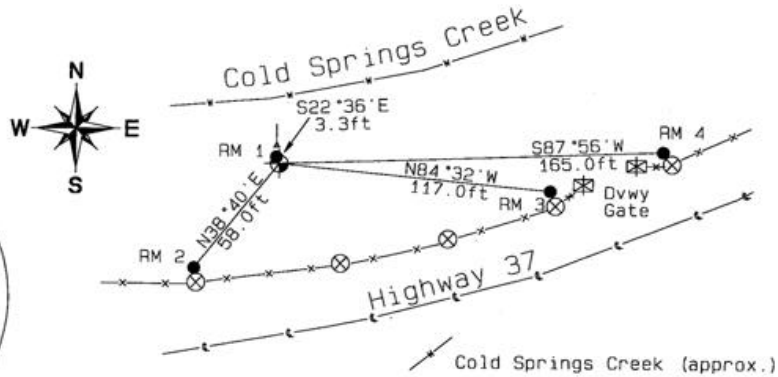 Cold Springs Creek
N
W E
S
S22°36'E
3.3ft
RM 1
S87°56'W
165.0ft
RM 4
N84°32'W
117.0ft
RM 3
Dvwy
Gate
N38°40'E
58.0ft
RM 2
Highway 37
Cold Springs Creek (approx.)